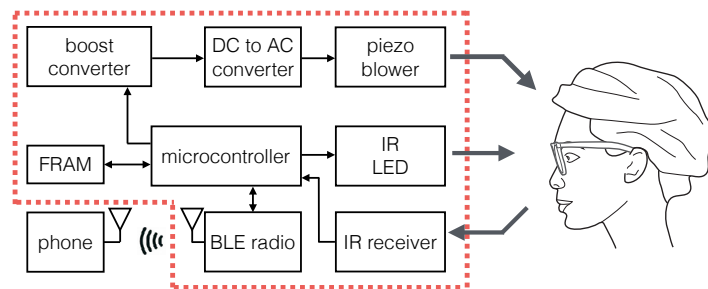 boost
converter
DC to AC
converter
piezo
blower
FRAM
microcontroller
IR
LED
phone
BLE radio
IR receiver